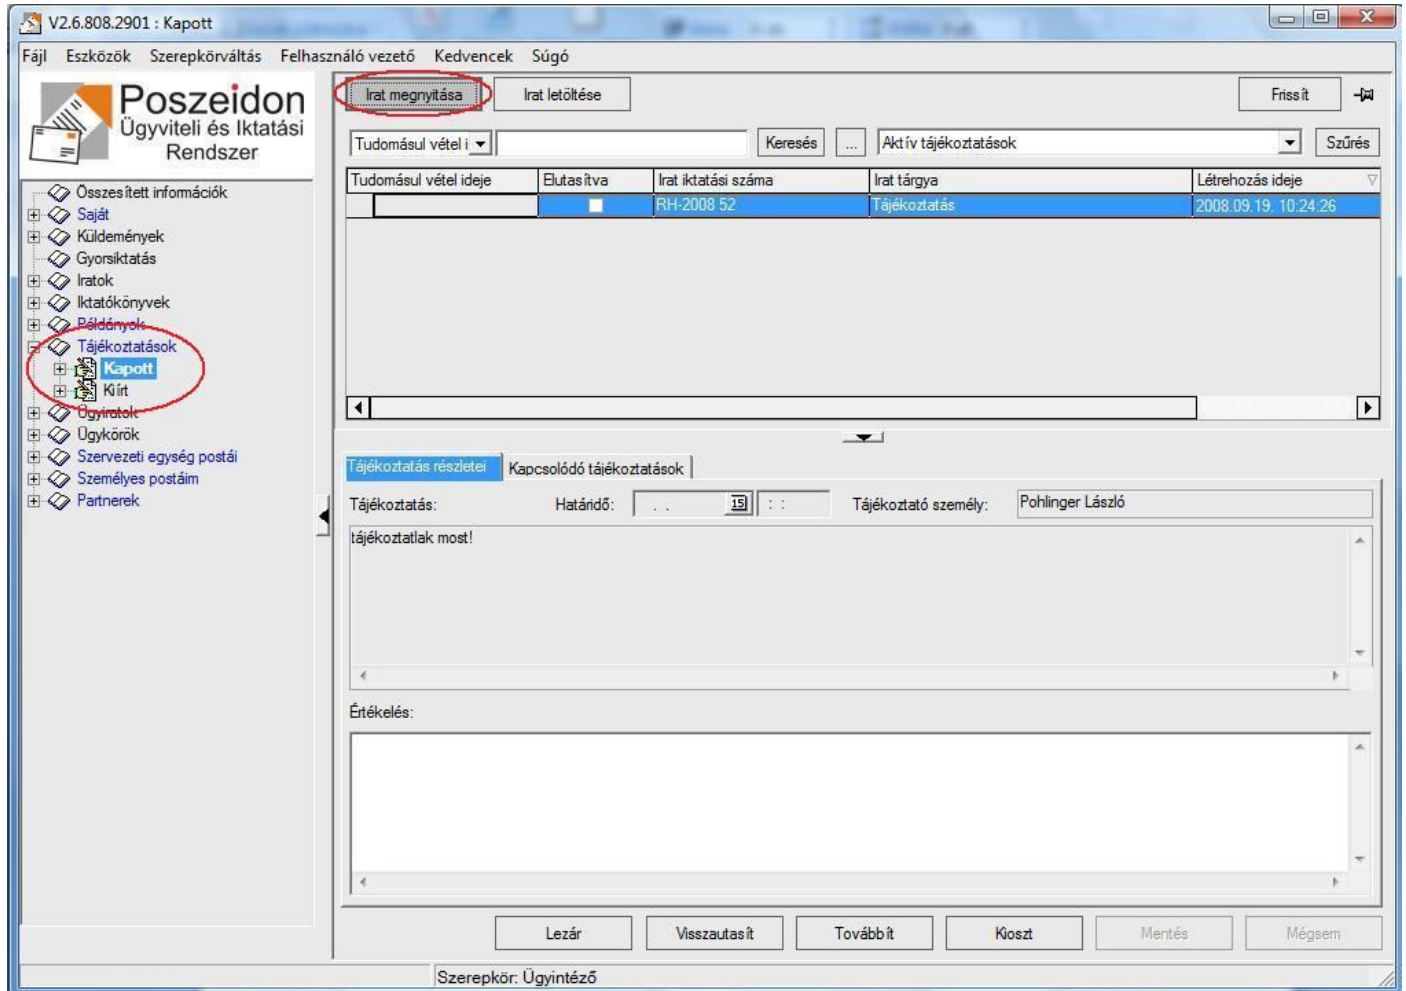 V2.6.808.2901 : Kapott
Fájl Eszközök Szerepkörváltás Felhasználó vezető Kedvencek Súgó
Poszeidon
Ügyviteli és Iktatási
Rendszer
Összesített információk
Saját
Küldemények
Gyorsiktatás
Iratok
Iktatókönyvek
Példányok
Tájékoztatások
Kapott
Kiírt
Ügyiratok
Ügykörök
Szervezeti egység postái
Személyes postáim
Partnerek
Irat megnyitása Irat letöltése Frissít
Tudomásul vétel i Keresés ... Aktív tájékoztatások Szűrés
Tudomásul vétel ideje Elutasítva Irat iktatási száma Irat tárgya Létrehozás ideje
RH-2008 52 Tájékoztatás 2008.09.19. 10:24:26
Tájékoztatás részletei Kapcsolódó tájékoztatások
Tájékoztatás: Határidő: . . 15 : : Tájékoztató személy: Pohlinger László
tájékoztatlak most!
Értékelés:
Lezár Visszautasít Továbbít Kioszt Mentés Mégsem
Szerepkör: Ügyintéző